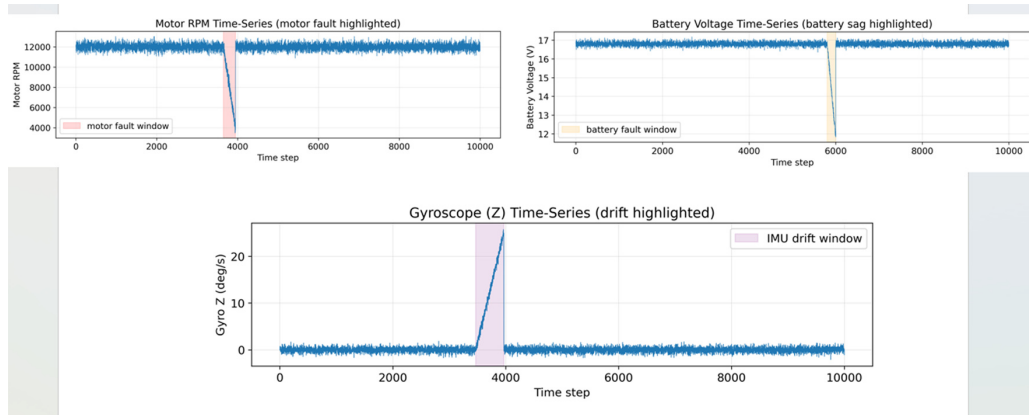 Motor RPM Time-Series (motor fault highlighted)
12000
10000
8000
6000
4000
Motor RPM
motor fault window
0 2000 4000 6000 8000 10000
Time step
Battery Voltage Time-Series (battery sag highlighted)
17
16
15
14
13
12
Battery Voltage (V)
battery fault window
0 2000 4000 6000 8000 10000
Time step
Gyroscope (Z) Time-Series (drift highlighted)
20
10
0
Gyro Z (deg/s)
IMU drift window
0 2000 4000 6000 8000 10000
Time step